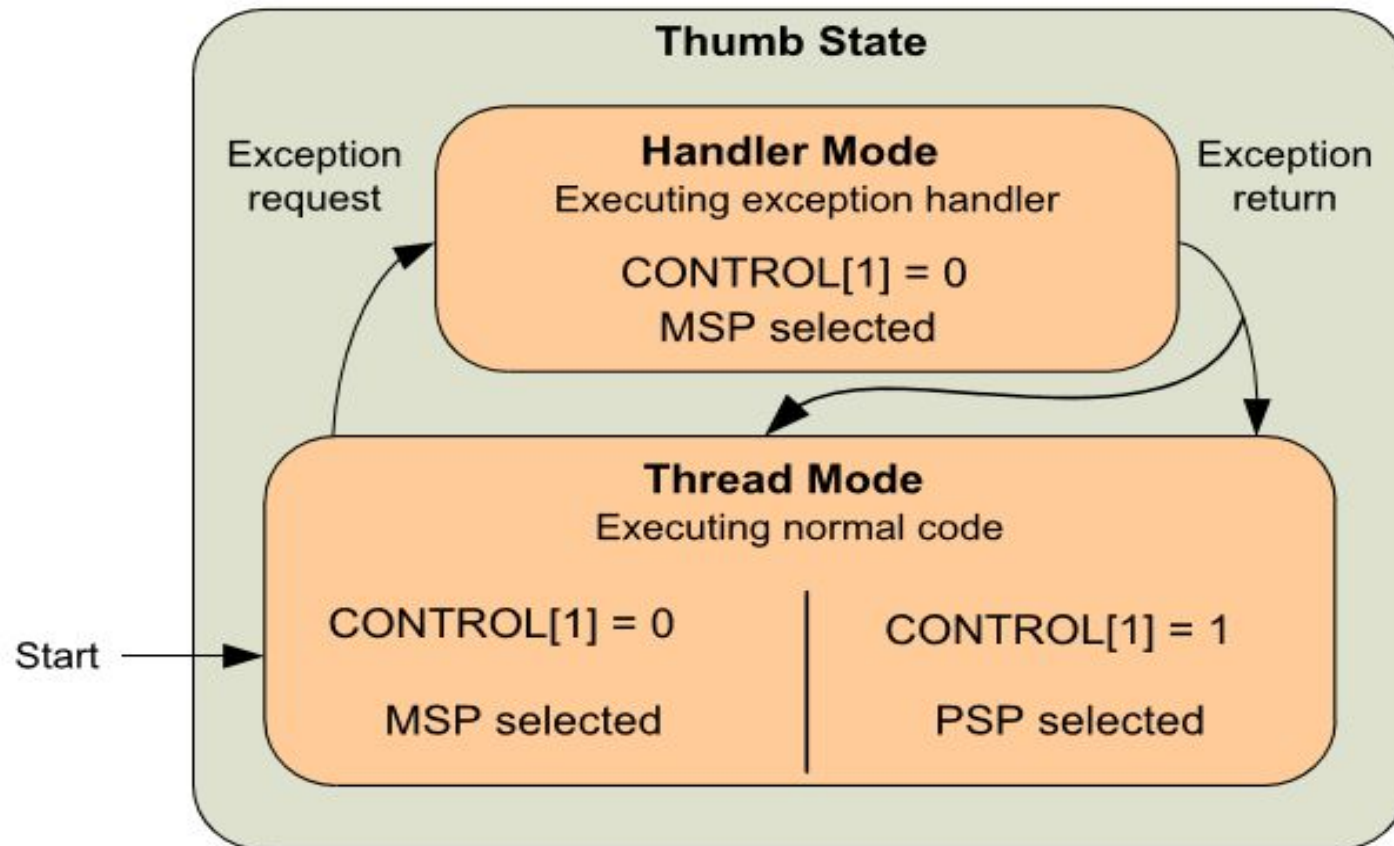 Thumb State
Exception
request
Handler Mode
Executing exception handler
CONTROL[1] = 0
MSP selected
Exception
return
Thread Mode
Executing normal code
CONTROL[1] = 0
MSP selected
CONTROL[1] = 1
PSP selected
Start